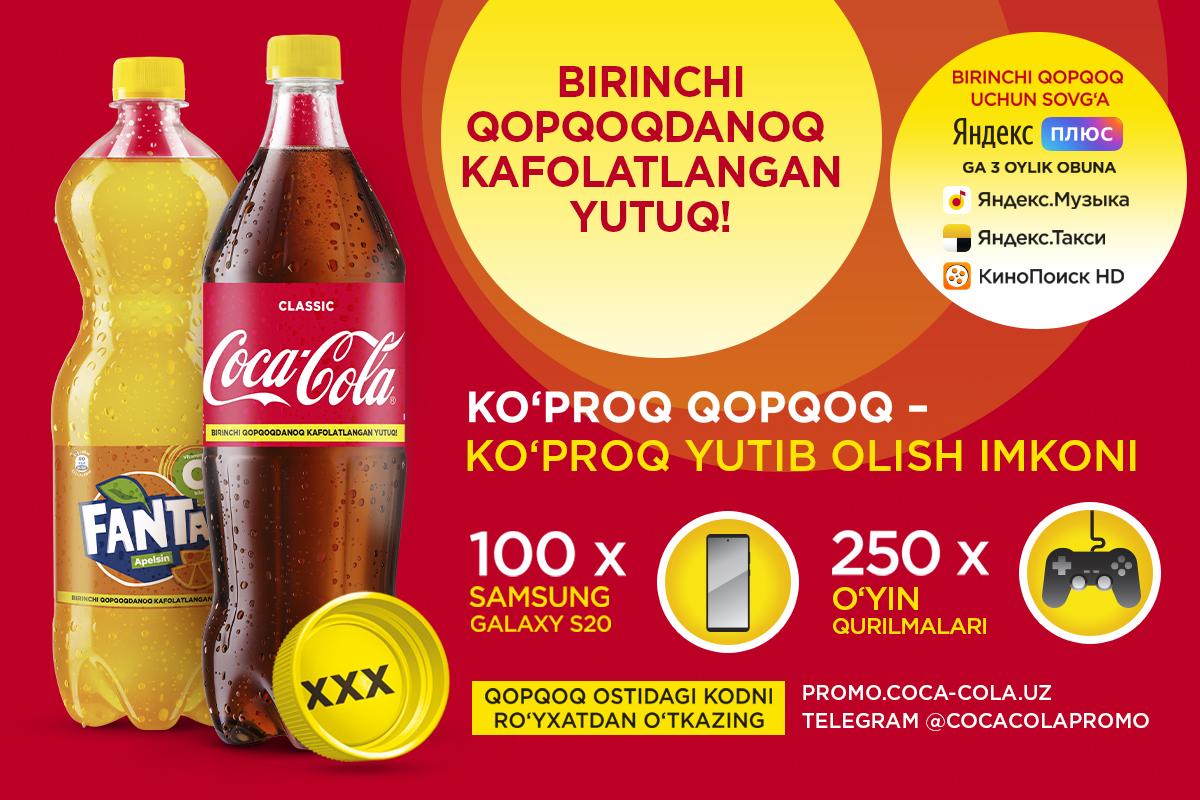 BIRINCHI
QOPQOQDANOQ
KAFOLATLANGAN
YUTUQ!
BIRINCHI QOPQOQ
UCHUN SOVG‘A
Яндекс плюс
GA 3 OYLIK OBUNA
Яндекс.Музыка
Яндекс.Такси
КиноПоиск HD
CLASSIC
Coca-Cola
BIRINCHI QOPQOQDANOQ KAFOLATLANGAN YUTUQ!
FANTA
Apelsin
BIRINCHI QOPQOQDANOQ KAFOLATLANGAN
XXX
KO‘PROQ QOPQOQ –
KO‘PROQ YUTIB OLISH IMKONI
100 x
SAMSUNG
GALAXY S20
250 x
O‘YIN
QURILMALARI
QOPQOQ OSTIDAGI KODNI
RO‘YXATDAN O‘TKAZING
PROMO.COCA-COLA.UZ
TELEGRAM @COCACOLAPROMO